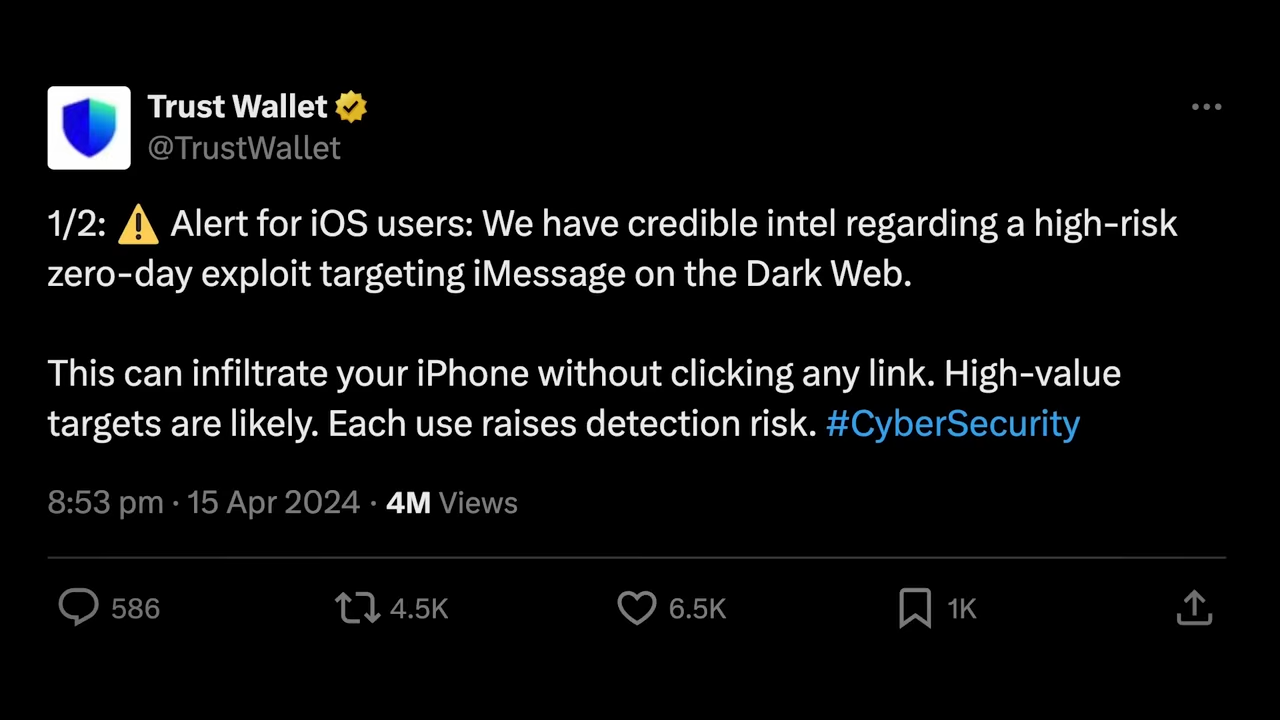 Trust Wallet
@TrustWallet
1/2: ⚠️ Alert for iOS users: We have credible intel regarding a high-risk
zero-day exploit targeting iMessage on the Dark Web.
This can infiltrate your iPhone without clicking any link. High-value
targets are likely. Each use raises detection risk. #CyberSecurity
8:53 pm · 15 Apr 2024 · 4M Views
586 4.5K 6.5K 1K